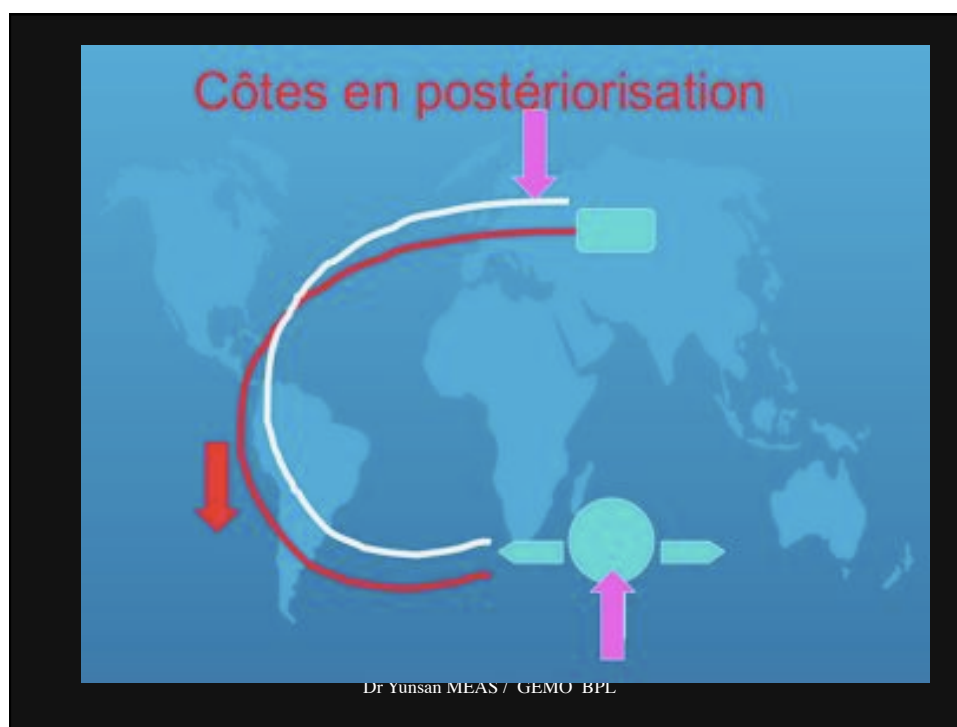 Côtes en postériorisation
Dr Yunsan MEAS / GEMO BPL